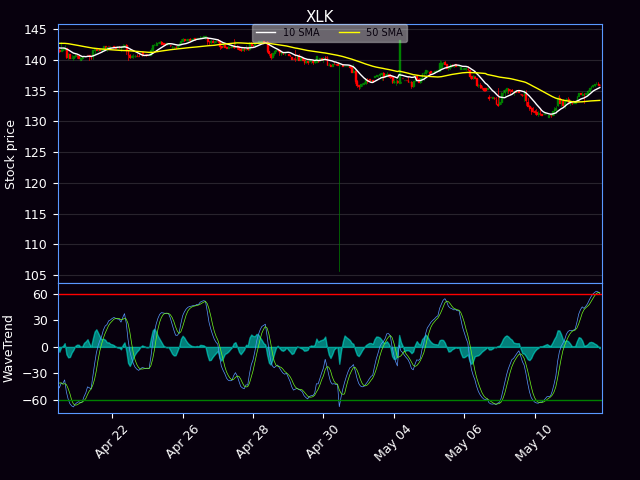 XLK
10 SMA
50 SMA
Stock price
145
140
135
130
125
120
115
110
105
WaveTrend
60
30
0
−30
−60
Apr 22
Apr 26
Apr 28
Apr 30
May 04
May 06
May 10